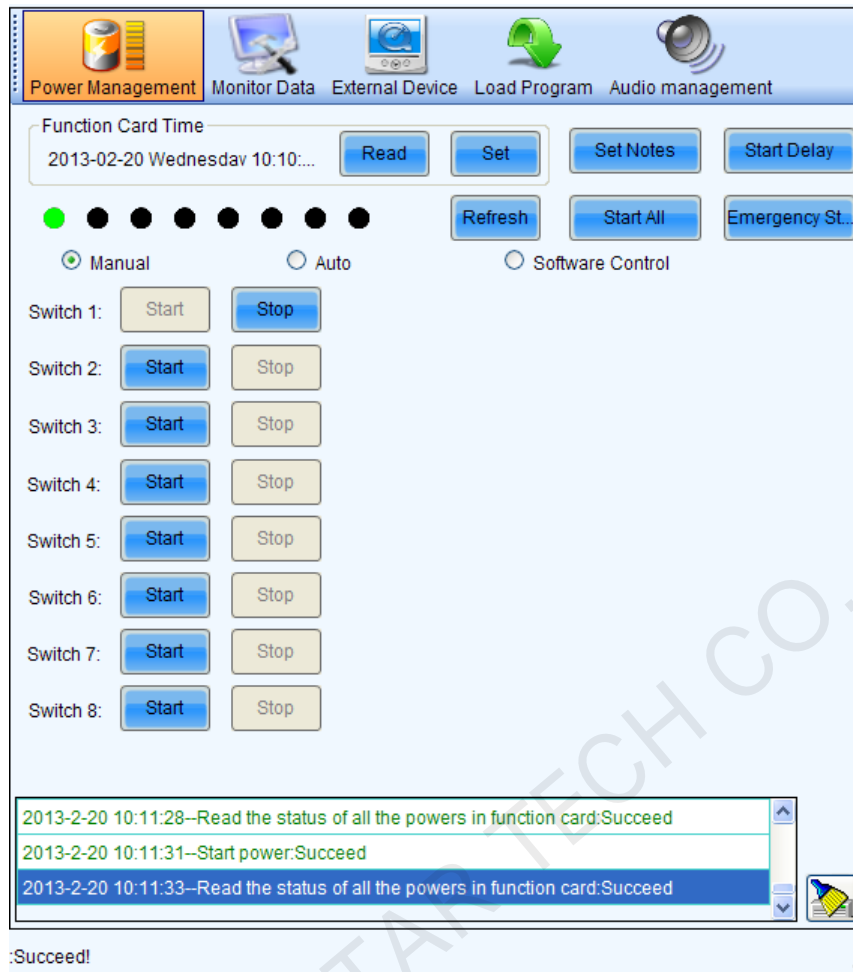 Power Management Monitor Data External Device Load Program Audio management
Function Card Time
2013-02-20 Wednesday 10:10:... Read Set Set Notes Start Delay
Refresh Start All Emergency St...
Manual Auto Software Control
Switch 1: Start Stop
Switch 2: Start Stop
Switch 3: Start Stop
Switch 4: Start Stop
Switch 5: Start Stop
Switch 6: Start Stop
Switch 7: Start Stop
Switch 8: Start Stop
2013-2-20 10:11:28--Read the status of all the powers in function card:Succeed
2013-2-20 10:11:31--Start power:Succeed
2013-2-20 10:11:33--Read the status of all the powers in function card:Succeed
:Succeed!
TAR TECH CO.